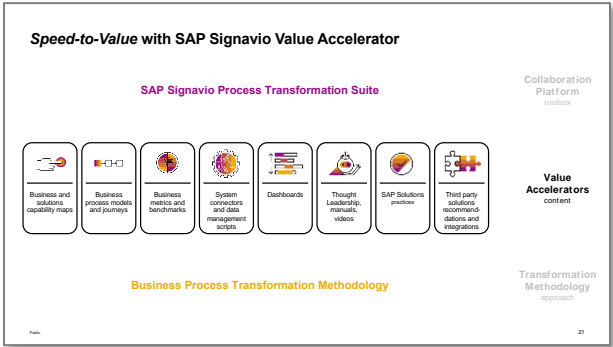 Speed-to-Value with SAP Signavio Value Accelerator
SAP Signavio Process Transformation Suite
Collaboration
Platform
toolbox
Business and
solutions
capability maps
Business
process models
and journeys
Business
metrics and
benchmarks
System
connectors
and data
management
scripts
Dashboards
Thought
Leadership,
manuals,
videos
SAP Solutions
practices
Third party
solutions
recommend-
dations and
integrations
Value
Accelerators
content
Business Process Transformation Methodology
Transformation
Methodology
approach
Public
21